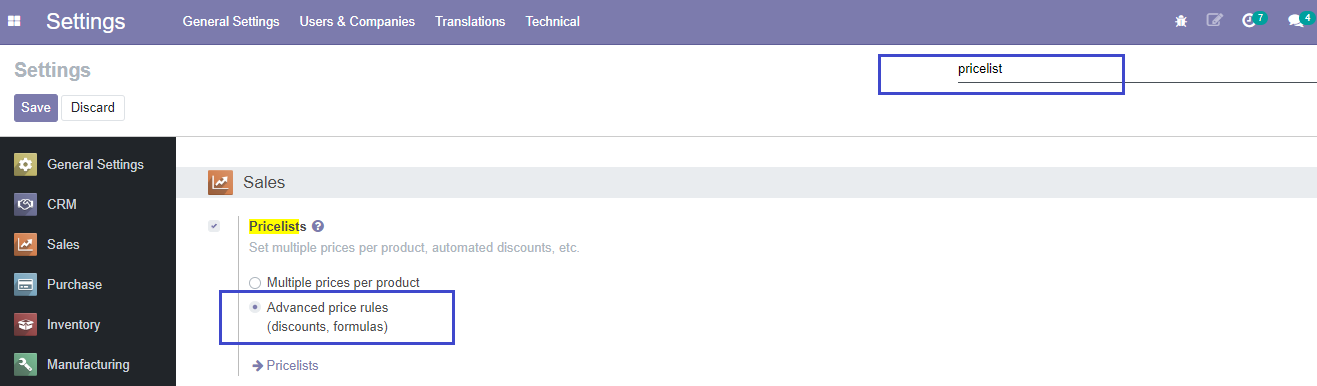 Settings General Settings Users & Companies Translations Technical 7 4
Settings pricelist
Save Discard
General Settings
CRM
Sales
Purchase
Inventory
Manufacturing
Sales
Pricelists ?
Set multiple prices per product, automated discounts, etc.
Multiple prices per product
Advanced price rules
(discounts, formulas)
Pricelists